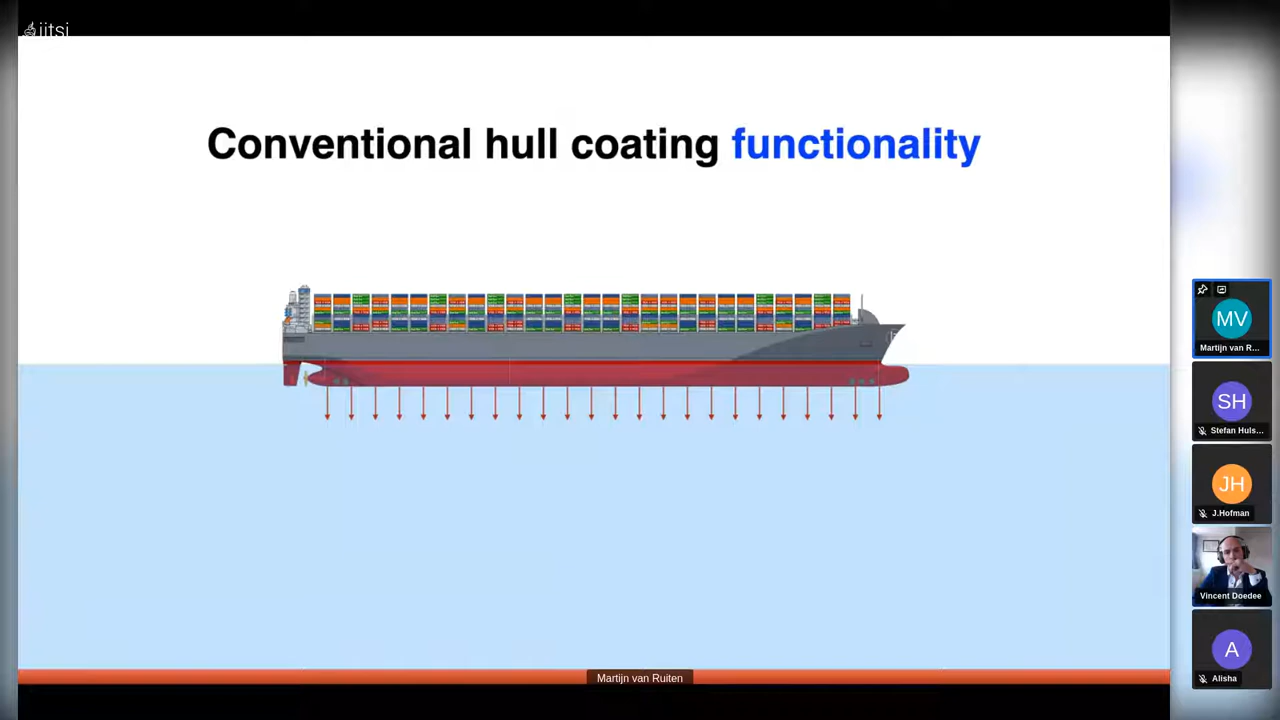 jitsi
Conventional hull coating functionality
MV
Martijn van R...
SH
Stefan Huls...
JH
J.Hofman
Vincent Doedee
A
Alisha
Martijn van Ruiten